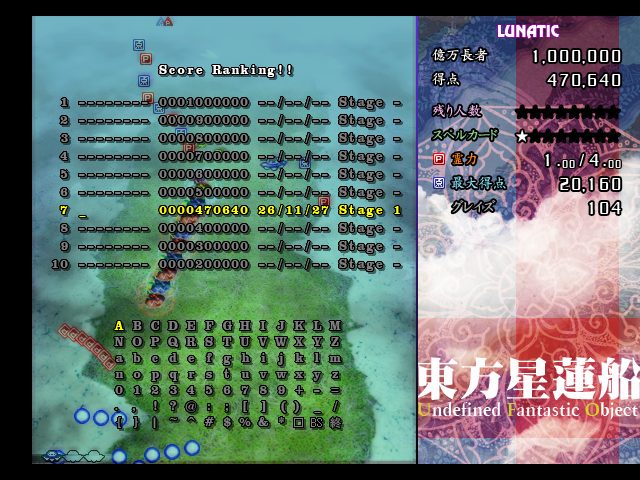 Score Ranking!!
1 -------- 0001000000 --/--/-- Stage -
2 -------- 0000900000 --/--/-- Stage -
3 -------- 0000800000 --/--/-- Stage -
4 -------- 0000700000 --/--/-- Stage -
5 -------- 0000600000 --/--/-- Stage -
6 -------- 0000500000 --/--/-- Stage -
7 _ 0000470640 26/11/27 Stage 1
8 -------- 0000400000 --/--/-- Stage -
9 -------- 0000300000 --/--/-- Stage -
10 -------- 0000200000 --/--/-- Stage -
A B C D E F G H I J K L M
N O P Q R S T U V W X Y Z
a b c d e f g h i j k l m
n o p q r s t u v w x y z
0 1 2 3 4 5 6 7 8 9 + - =
. , ! ? @ : ; [ ] ( ) _ /
{ } | ~ ^ # $ % & * □ BS 終
LUNATIC
億万長者 1,000,000
得点 470,640
残り人数
スペルカード
P 霊力 1.00/4.00
最大得点 20,160
グレイズ 104
東方星蓮船
Undefined Fantastic Object